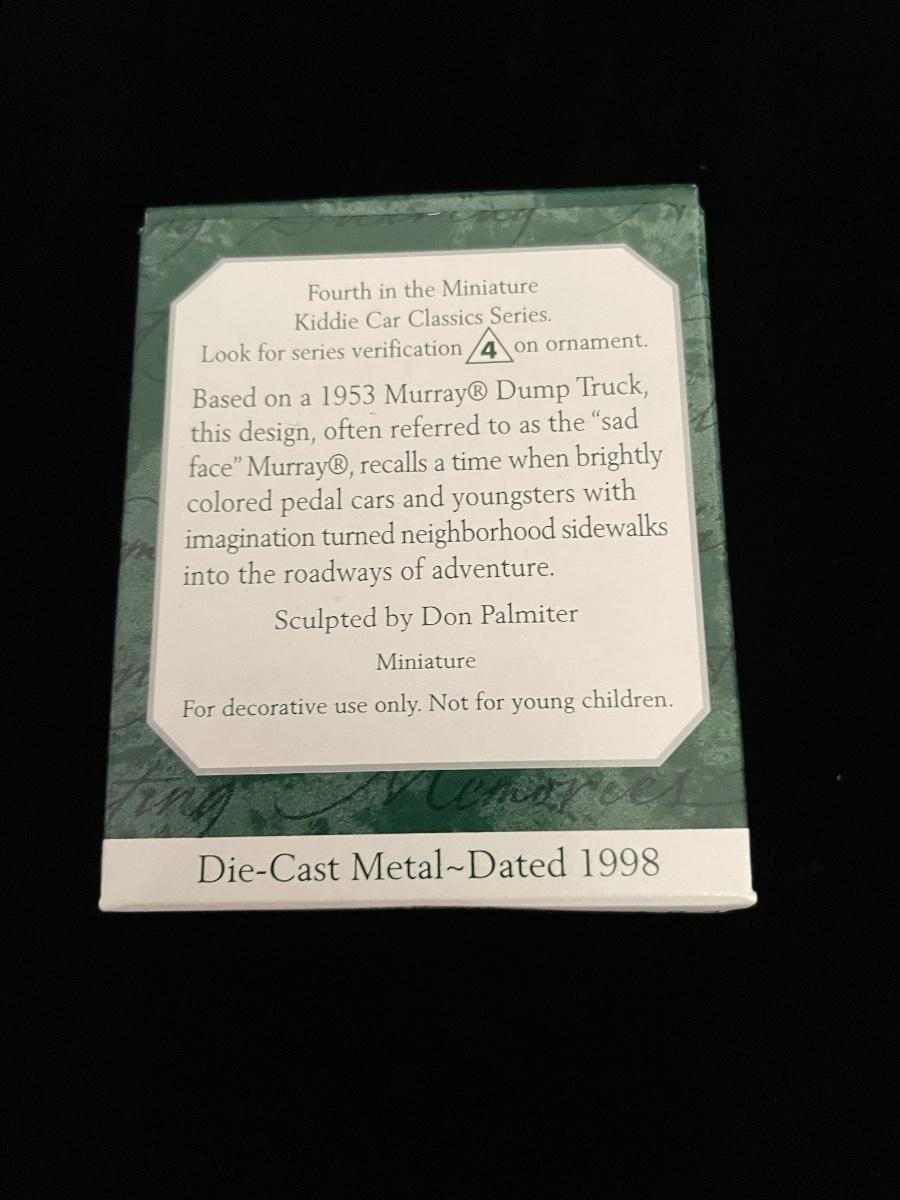 Fourth in the Miniature
Kiddie Car Classics Series.
Look for series verification 4 on ornament.
Based on a 1953 Murray® Dump Truck,
this design, often referred to as the “sad
face” Murray®, recalls a time when brightly
colored pedal cars and youngsters with
imagination turned neighborhood sidewalks
into the roadways of adventure.
Sculpted by Don Palmiter
Miniature
For decorative use only. Not for young children.
Memories
Die-Cast Metal~Dated 1998